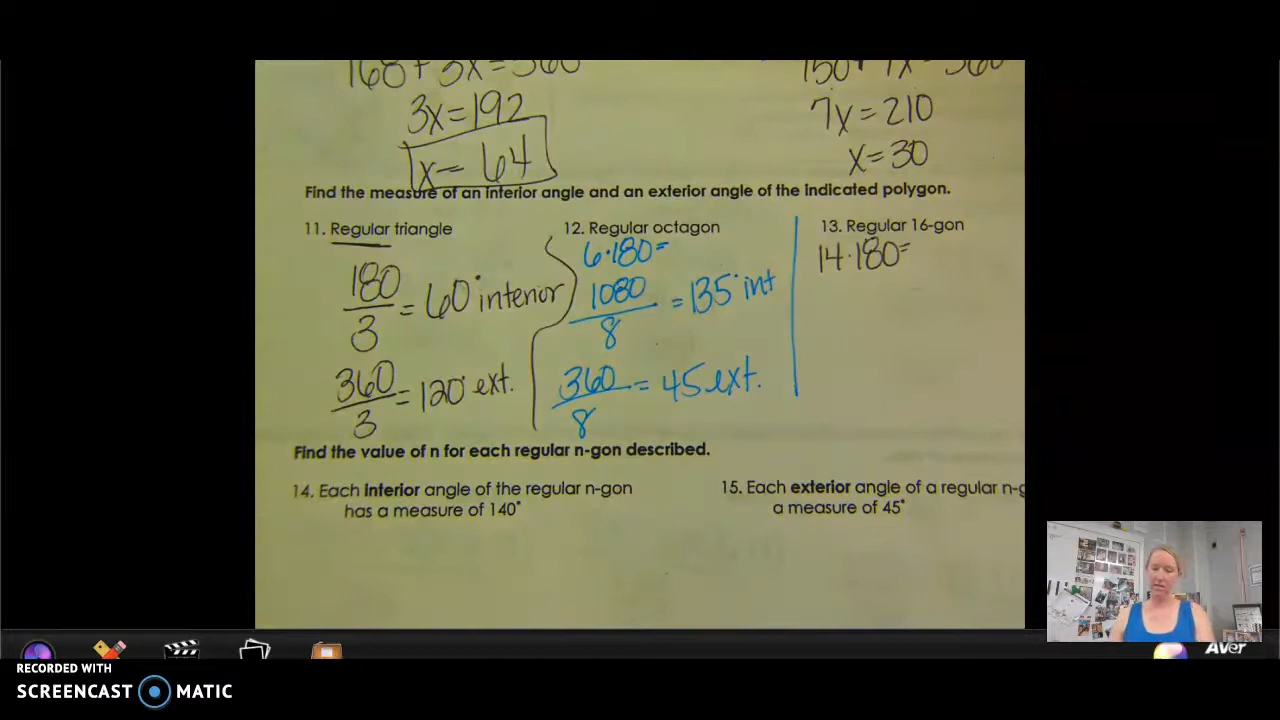 168 + 3x = 360
3x = 192
x = 64
150 + 7x = 360
7x = 210
x = 30
Find the measure of an interior angle and an exterior angle of the indicated polygon.
11. Regular triangle
180
3
= 60° interior
360
3
= 120° ext.
12. Regular octagon
6·180=
1080
8
= 135° int
360
8
= 45 ext.
13. Regular 16-gon
14·180=
Find the value of n for each regular n-gon described.
14. Each interior angle of the regular n-gon
has a measure of 140°
15. Each exterior angle of a regular n-g
a measure of 45°
RECORDED WITH
SCREENCAST MATIC
AVer